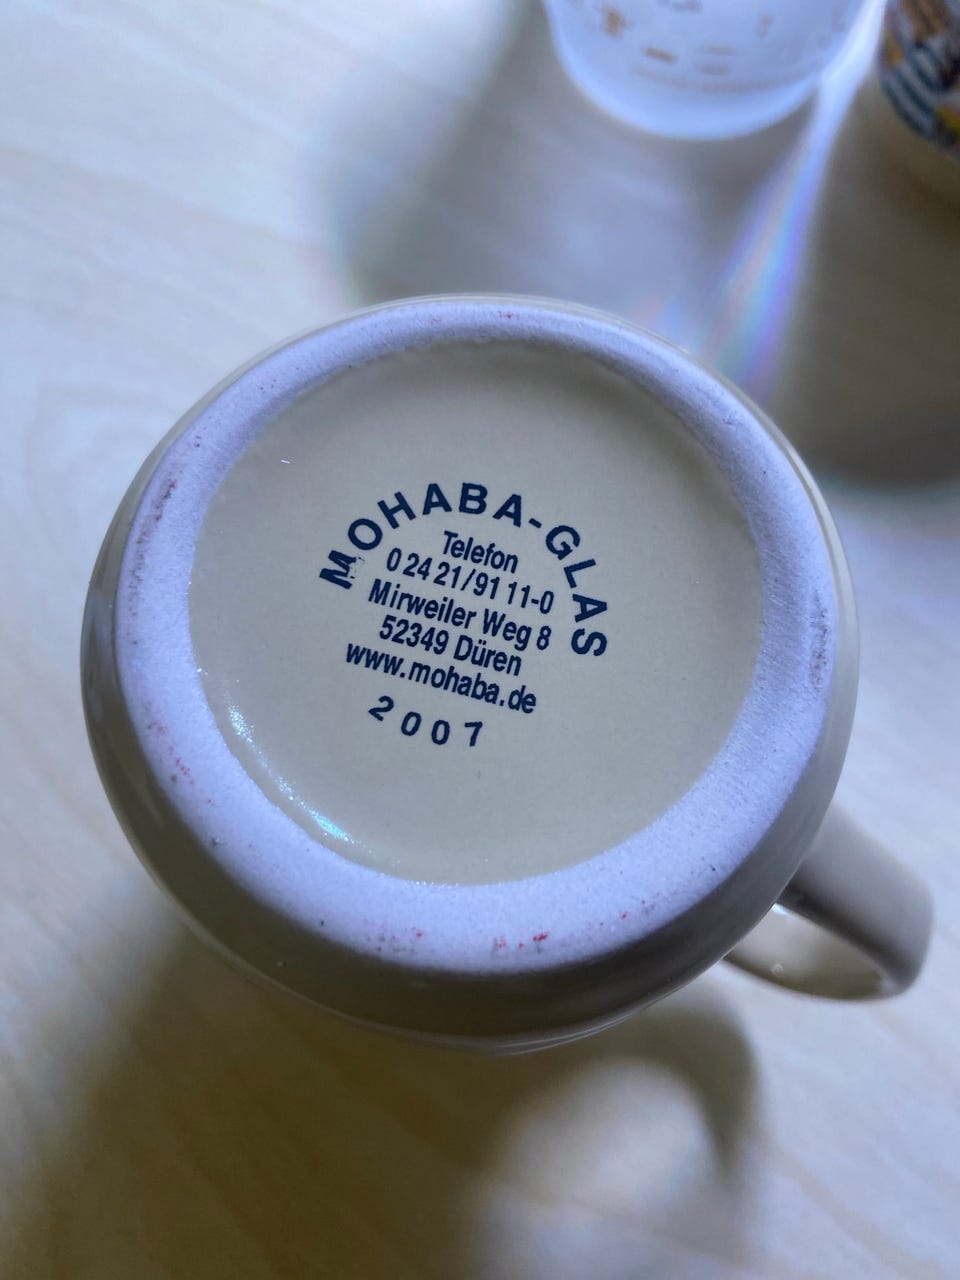 MOHABA-GLAS
Telefon
0 24 21/91 11-0
Mirweiler Weg 8
52349 Düren
www.mohaba.de
2007